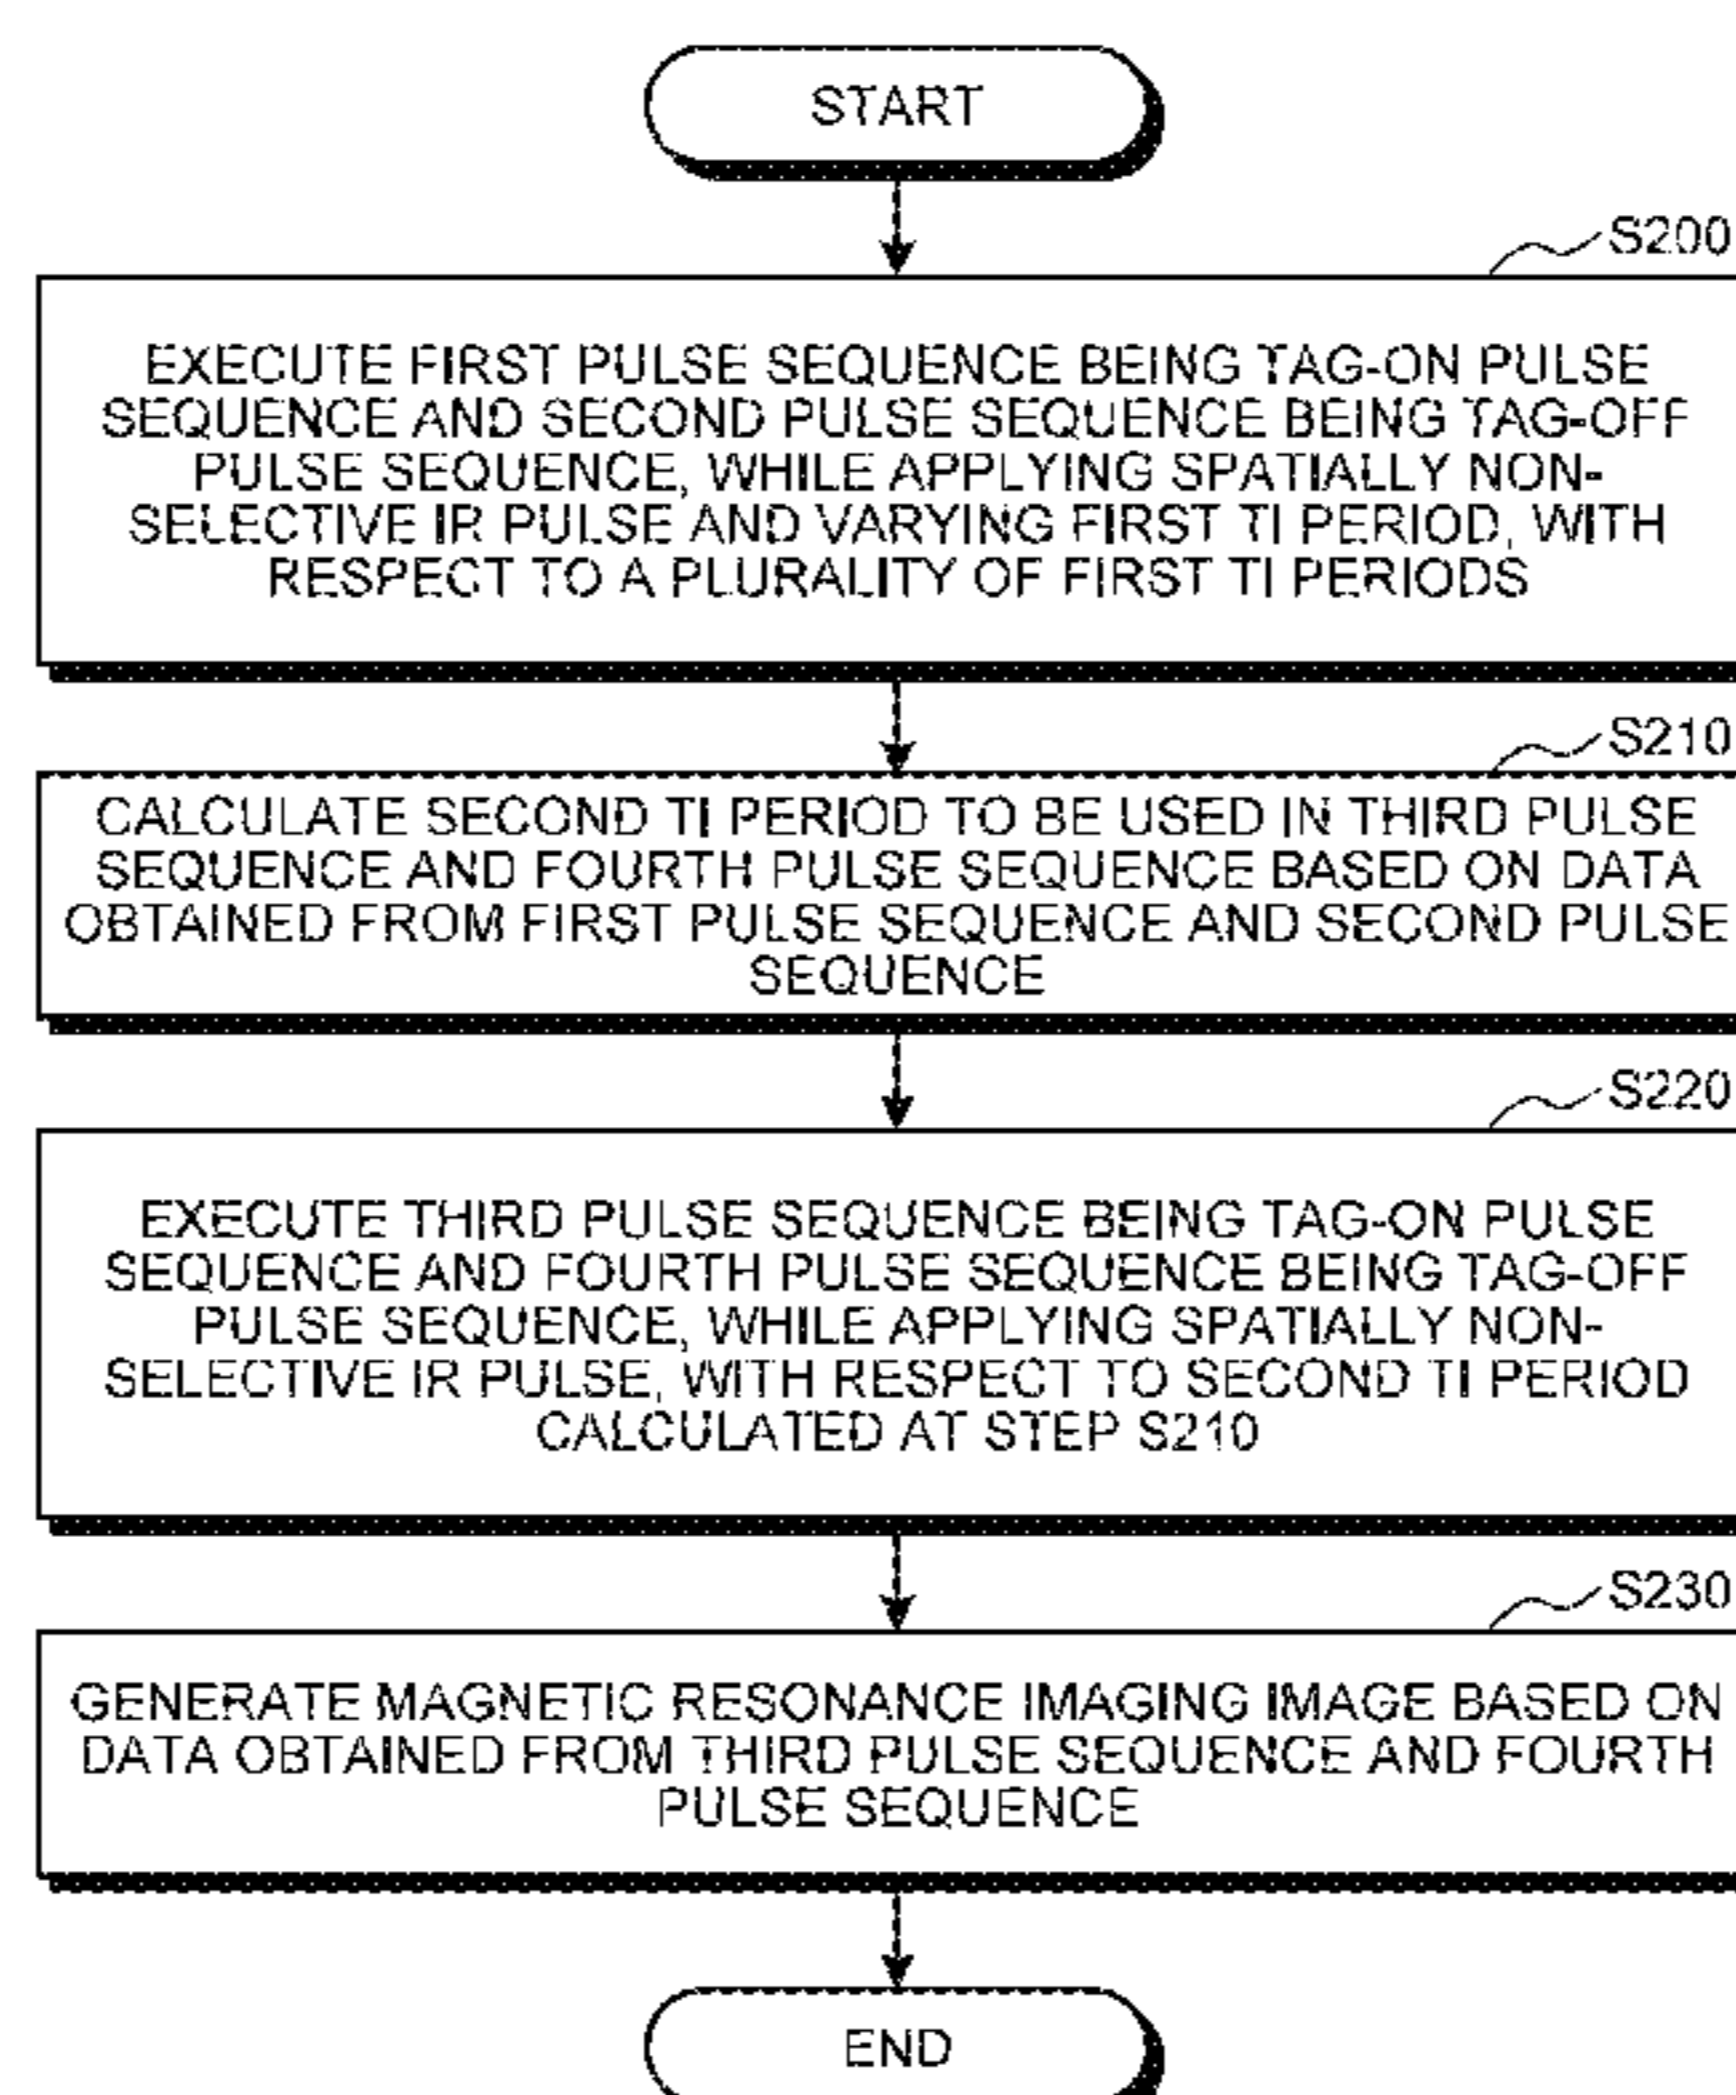 START
S200
EXECUTE FIRST PULSE SEQUENCE BEING TAG-ON PULSE
SEQUENCE AND SECOND PULSE SEQUENCE BEING TAG-OFF
PULSE SEQUENCE, WHILE APPLYING SPATIALLY NON-
SELECTIVE IR PULSE AND VARYING FIRST TI PERIOD, WITH
RESPECT TO A PLURALITY OF FIRST TI PERIODS
S210
CALCULATE SECOND TI PERIOD TO BE USED IN THIRD PULSE
SEQUENCE AND FOURTH PULSE SEQUENCE BASED ON DATA
OBTAINED FROM FIRST PULSE SEQUENCE AND SECOND PULSE
SEQUENCE
S220
EXECUTE THIRD PULSE SEQUENCE BEING TAG-ON PULSE
SEQUENCE AND FOURTH PULSE SEQUENCE BEING TAG-OFF
PULSE SEQUENCE, WHILE APPLYING SPATIALLY NON-
SELECTIVE IR PULSE, WITH RESPECT TO SECOND TI PERIOD
CALCULATED AT STEP S210
S230
GENERATE MAGNETIC RESONANCE IMAGING IMAGE BASED ON
DATA OBTAINED FROM THIRD PULSE SEQUENCE AND FOURTH
PULSE SEQUENCE
END